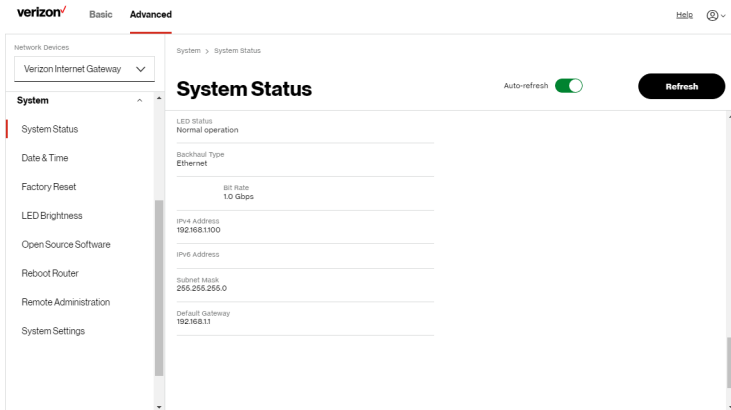 verizon
Basic
Advanced
Help
Network Devices
Verizon Internet Gateway
System
System Status
Date & Time
Factory Reset
LED Brightness
Open Source Software
Reboot Router
Remote Administration
System Settings
System > System Status
System Status
Auto-refresh
Refresh
LED Status
Normal operation
Backhaul Type
Ethernet
Bit Rate
1.0 Gbps
IPv4 Address
192.168.1.100
IPv6 Address
Subnet Mask
255.255.255.0
Default Gateway
192.168.1.1